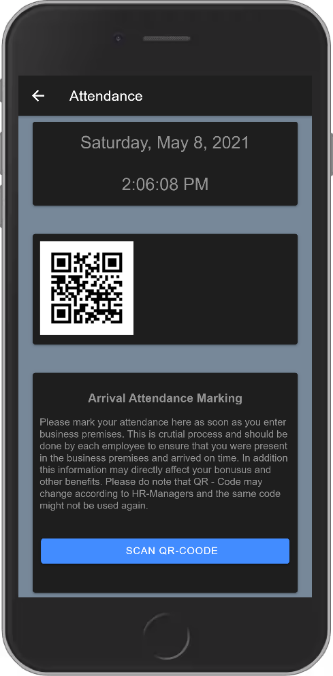 Attendance
Saturday, May 8, 2021
2:06:08 PM
Arrival Attendance Marking
Please mark your attendance here as soon as you enter
business premises. This is crutial process and should be
done by each employee to ensure that you were present
in the business premises and arrived on time. In addition
this information may directly affect your bonusus and
other benefits. Please do note that QR - Code may
change according to HR-Managers and the same code
might not be used again.
SCAN QR-COODE